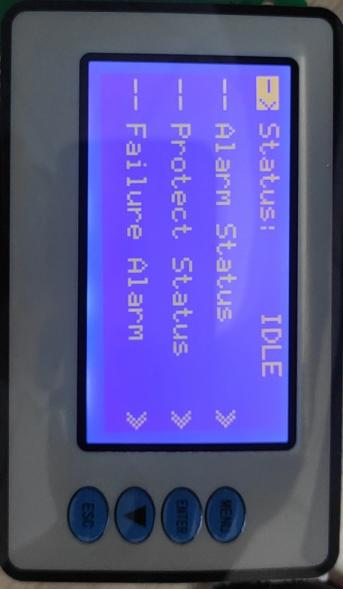 -> Status: IDLE
-- Alarm Status »
-- Protect Status »
-- Failure Alarm »
MENU
ENTER
▼
ESC